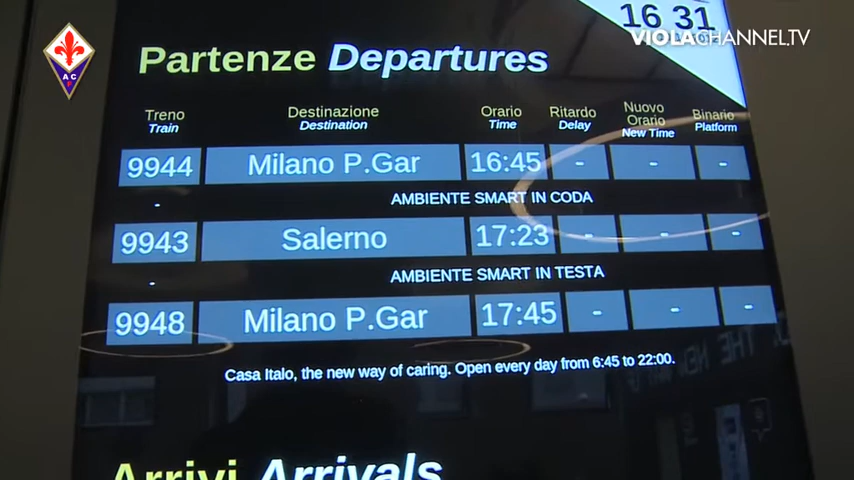 16 31
VIOLACHANNEL.TV
AC
F
Partenze Departures
Treno Destinazione Orario Ritardo Nuovo Orario Binario
Train Destination Time Delay New Time Platform
9944 Milano P.Gar 16:45 - - -
- AMBIENTE SMART IN CODA
9943 Salerno 17:23 - - -
- AMBIENTE SMART IN TESTA
9948 Milano P.Gar 17:45 - - -
Casa Italo, the new way of caring. Open every day from 6:45 to 22:00.
Arrivi Arrivals